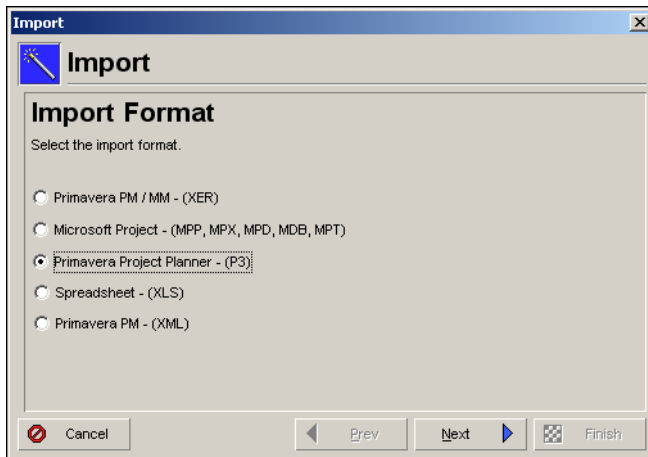 Import
Import
Import Format
Select the import format.
Primavera PM / MM - (XER)
Microsoft Project - (MPP, MPX, MPD, MDB, MPT)
Primavera Project Planner - (P3)
Spreadsheet - (XLS)
Primavera PM - (XML)
Cancel Prev Next Finish